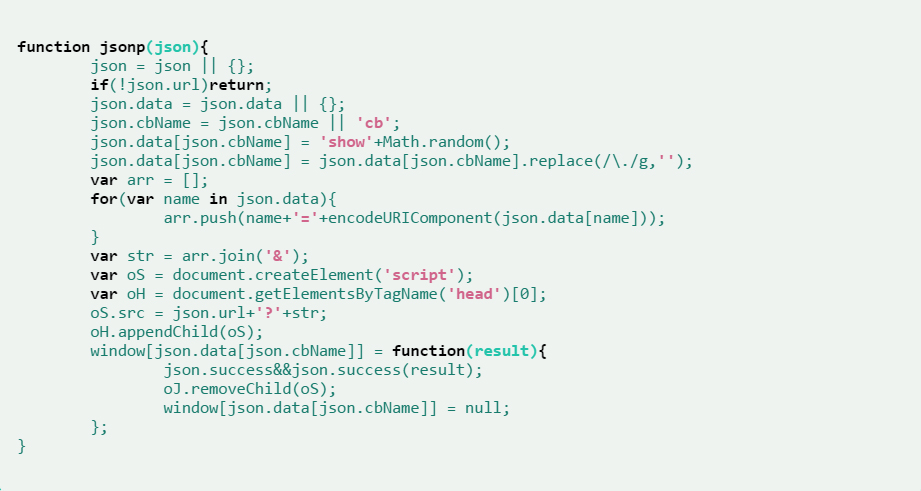 function jsonp(json){
json = json || {};
if(!json.url)return;
json.data = json.data || {};
json.cbName = json.cbName || 'cb';
json.data[json.cbName] = 'show'+Math.random();
json.data[json.cbName] = json.data[json.cbName].replace(/\./g,'');
var arr = [];
for(var name in json.data){
arr.push(name+'='+encodeURIComponent(json.data[name]));
}
var str = arr.join('&');
var oS = document.createElement('script');
var oH = document.getElementsByTagName('head')[0];
oS.src = json.url+'?'+str;
oH.appendChild(oS);
window[json.data[json.cbName]] = function(result){
json.success&&json.success(result);
oJ.removeChild(oS);
window[json.data[json.cbName]] = null;
};
}